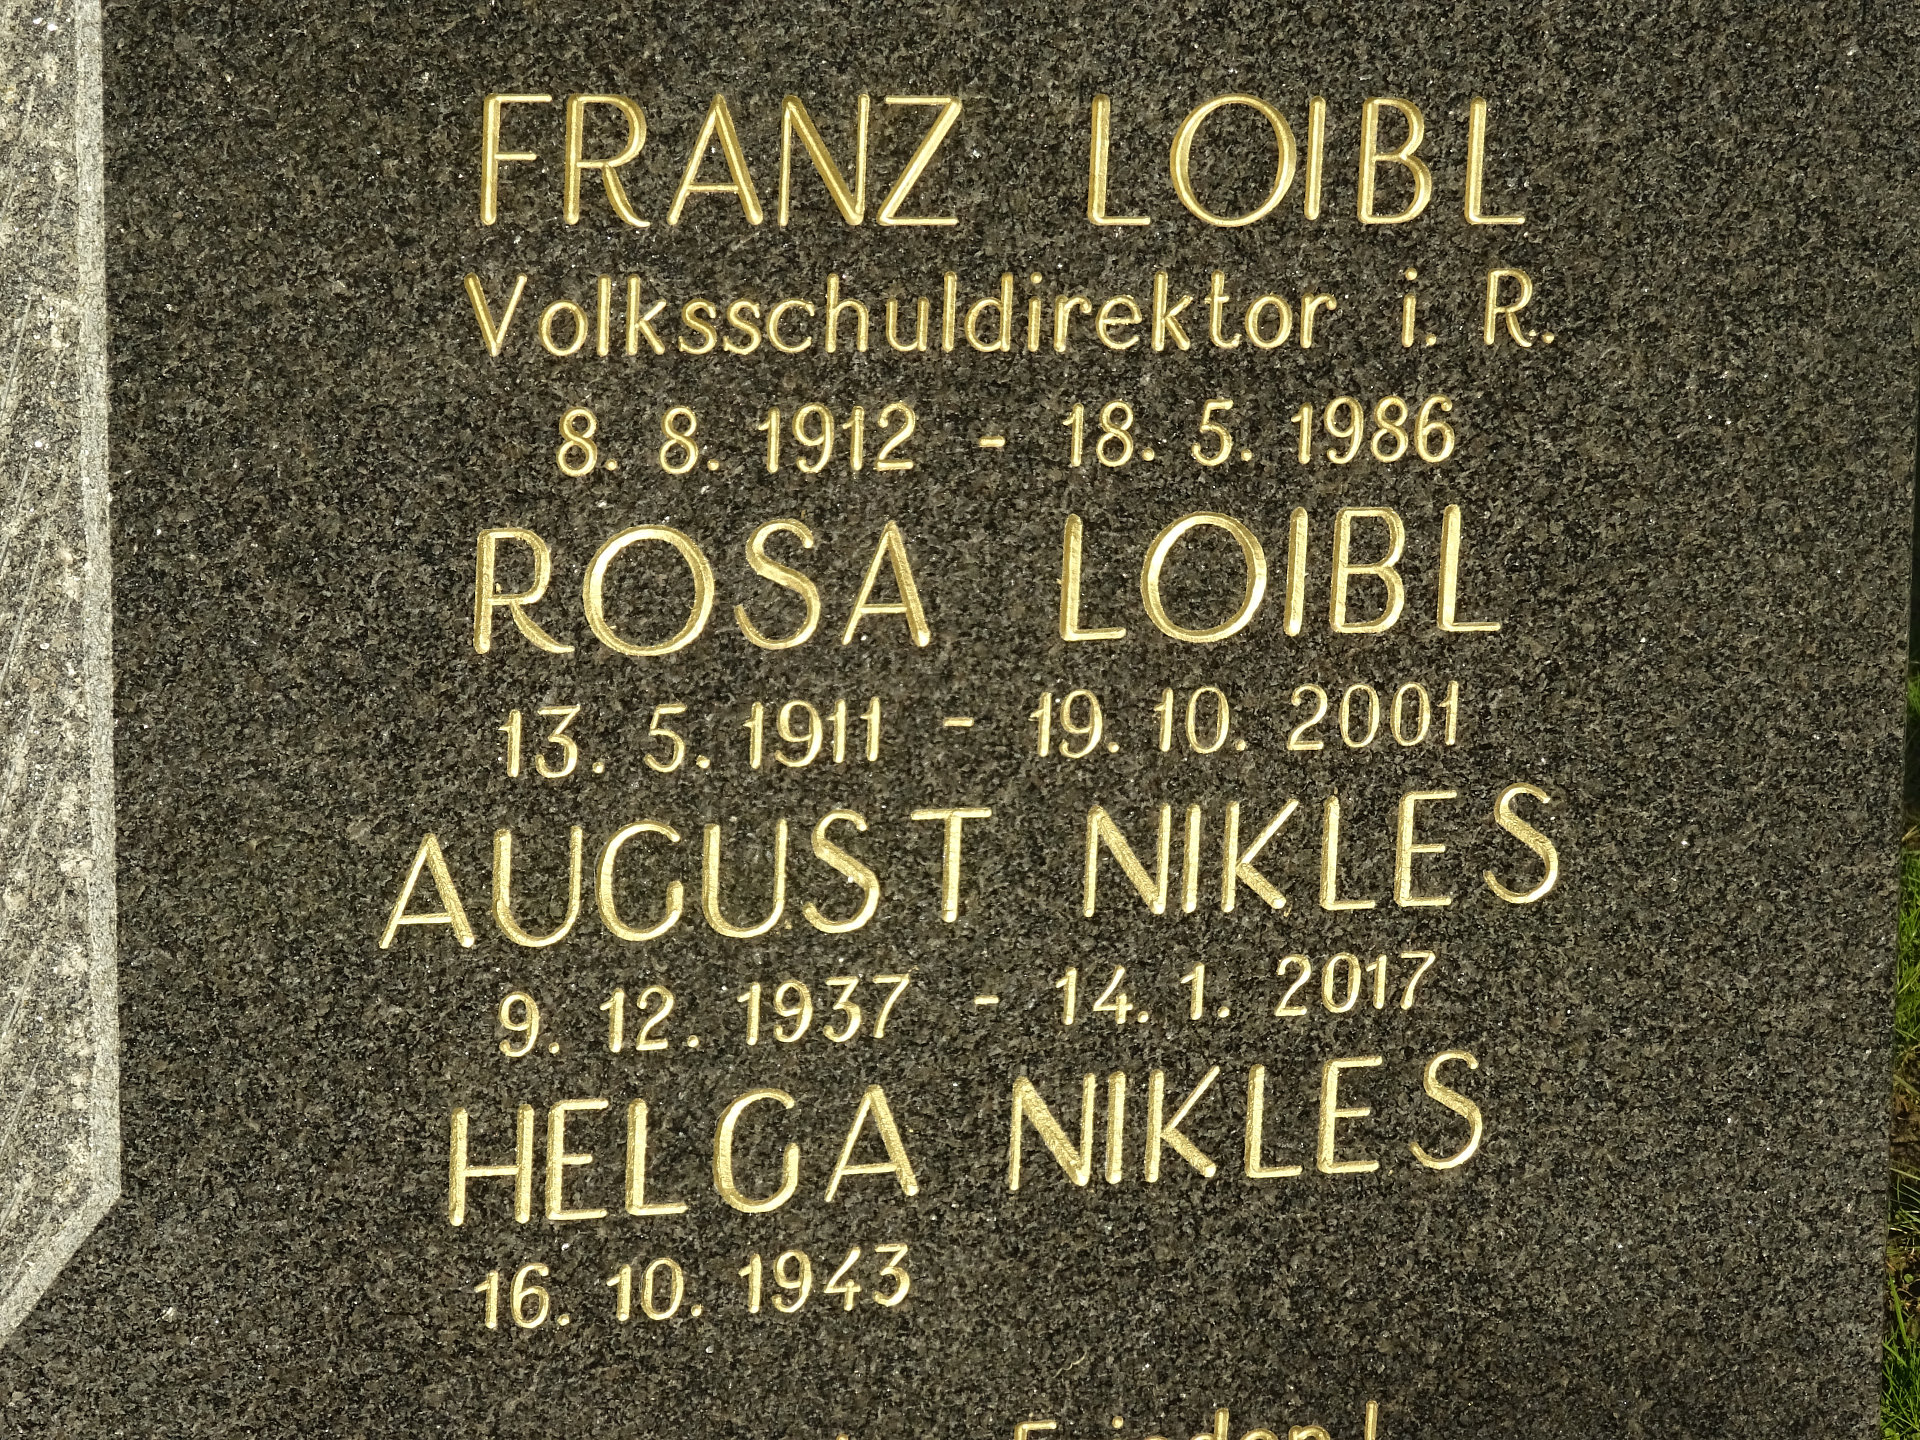 FRANZ LOIBL
Volksschuldirektor i. R.
8. 8. 1912 - 18. 5. 1986
ROSA LOIBL
13. 5. 1911 - 19. 10. 2001
AUGUST NIKLES
9. 12. 1937 - 14. 1. 2017
HELGA NIKLES
16. 10. 1943
Frieden!